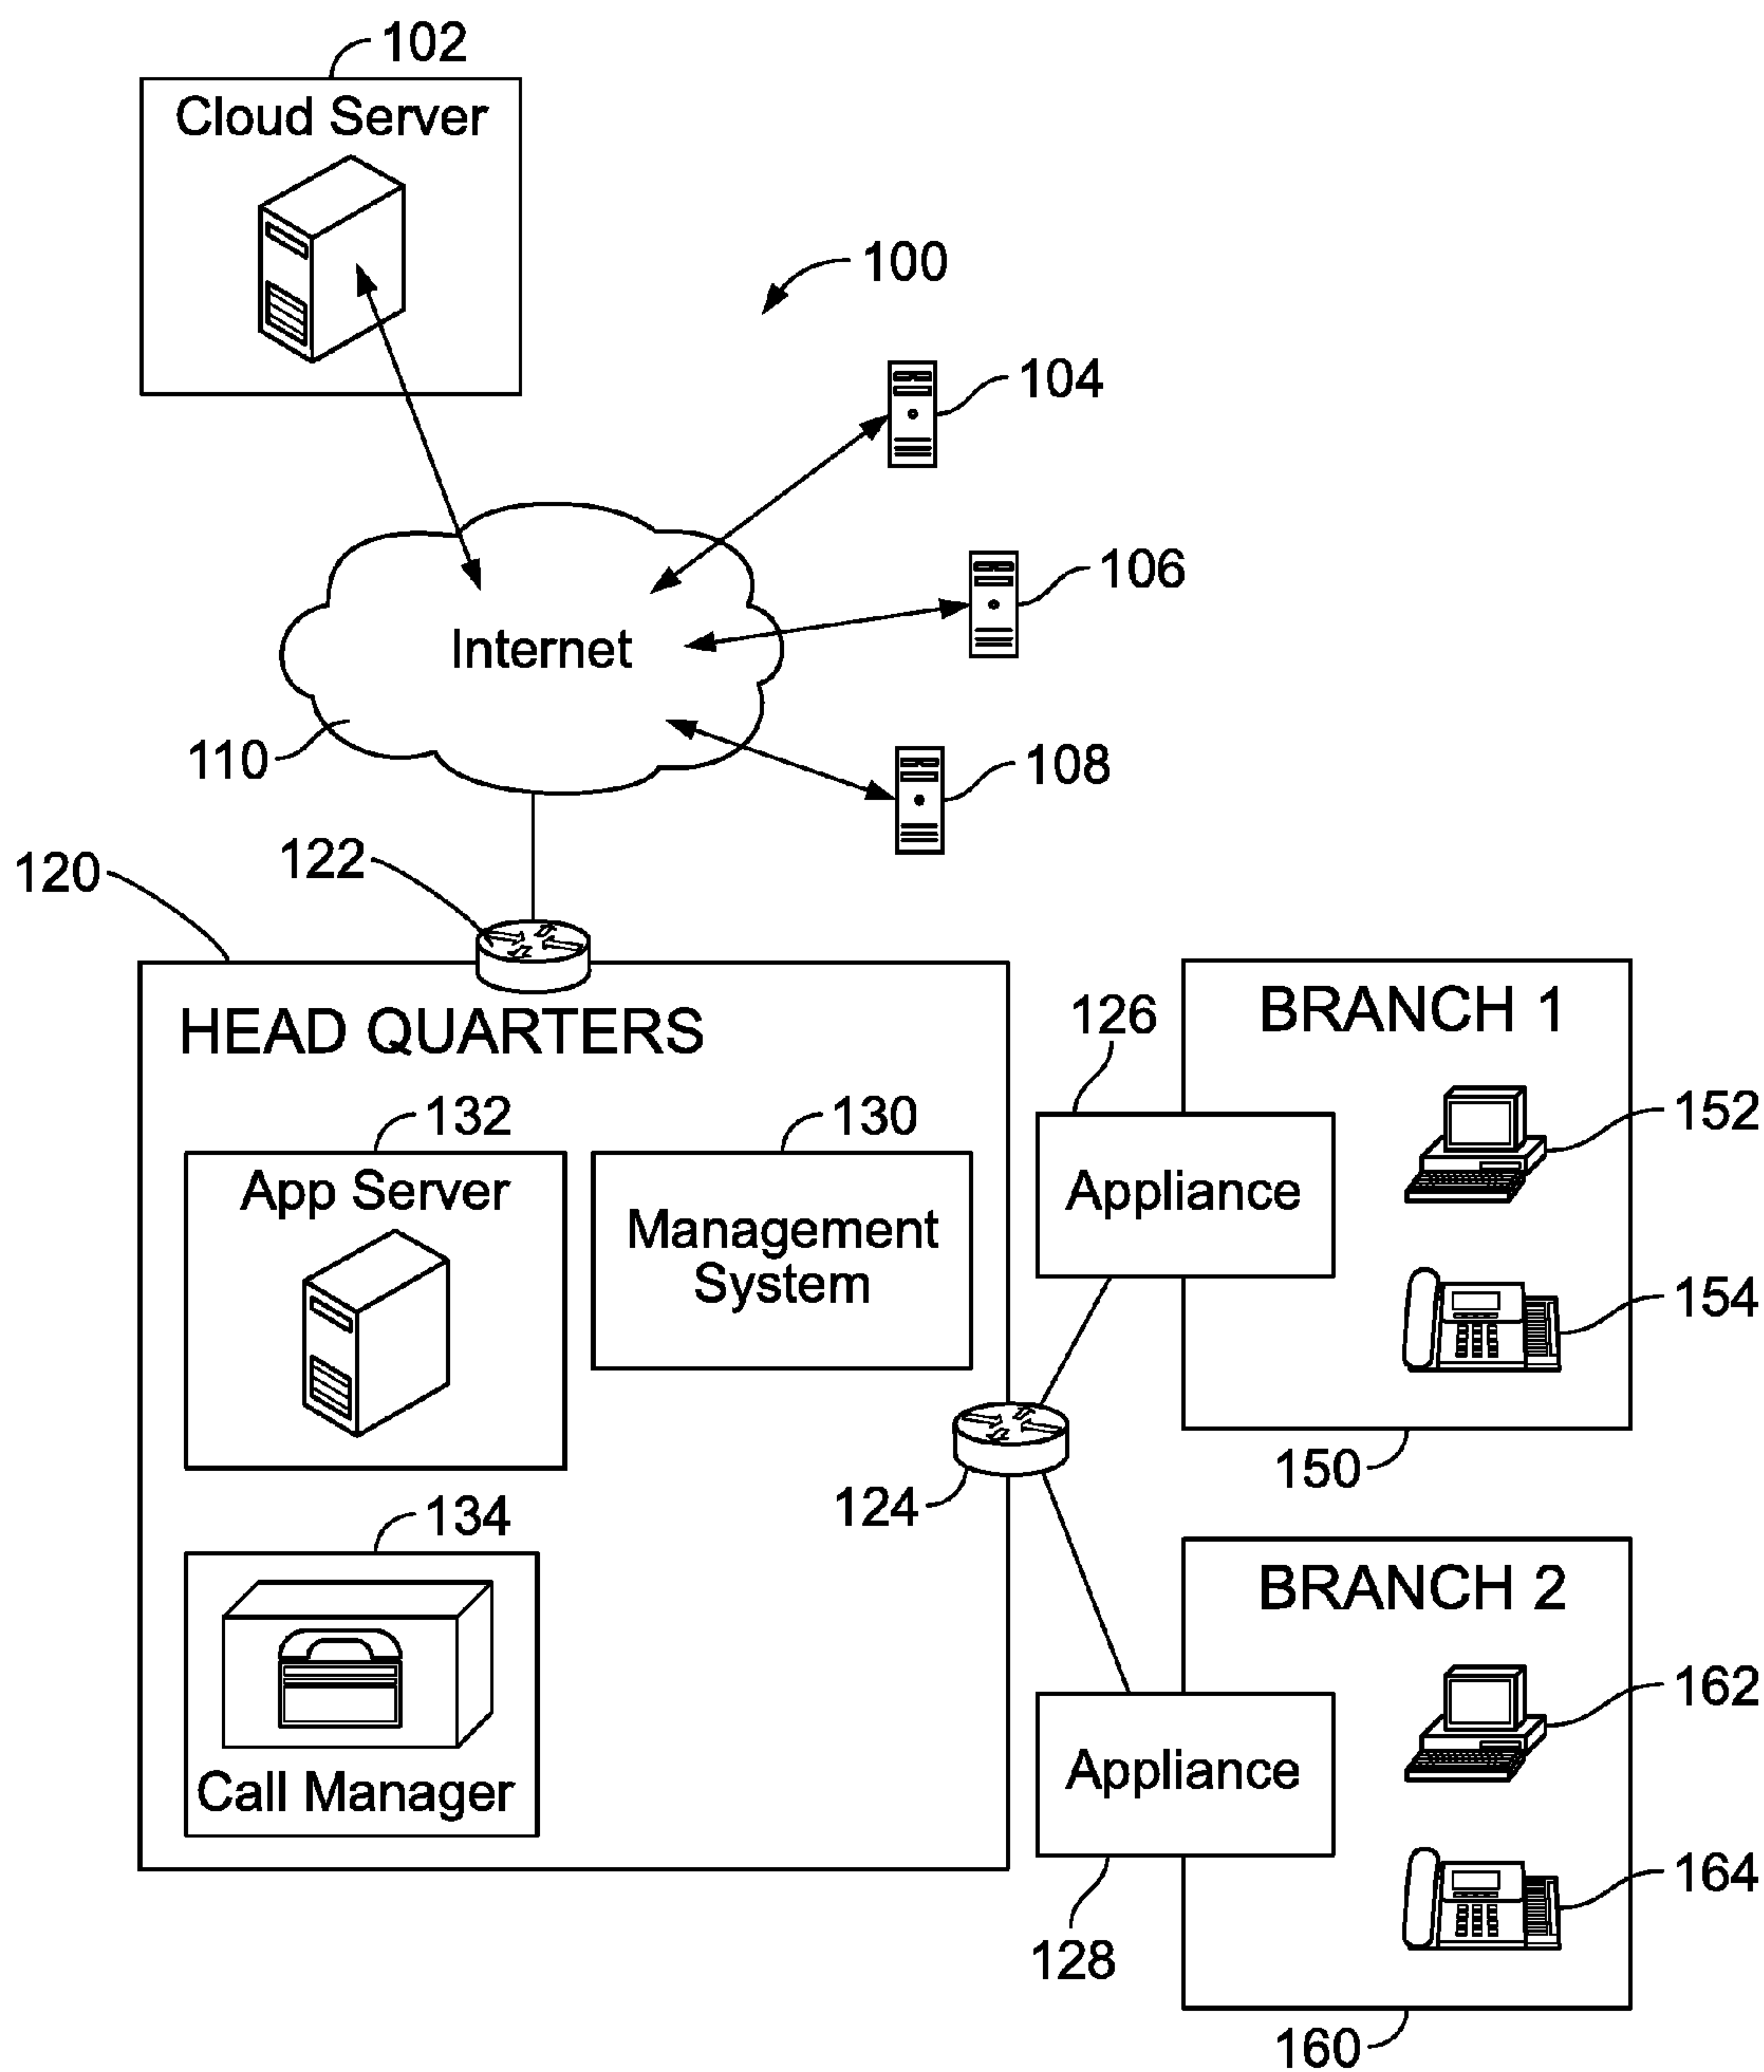 102
Cloud Server
100
104
106
Internet
110
108
122
120
HEAD QUARTERS
132
App Server
130
Management
System
134
Call Manager
124
126
Appliance
BRANCH 1
152
154
150
BRANCH 2
Appliance
162
164
128
160